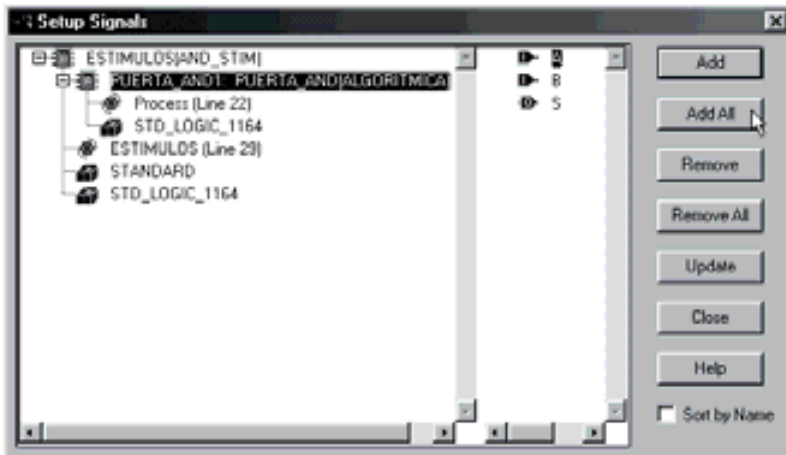 Setup Signals
ESTIMULOS(AND_STIM)
PUERTA_AND1: PUERTA_AND(ALGORITMICA)
Process (Line 22)
STD_LOGIC_1164
ESTIMULOS (Line 29)
STANDARD
STD_LOGIC_1164
A
B
S
Add
Add All
Remove
Remove All
Update
Close
Help
Sort by Name